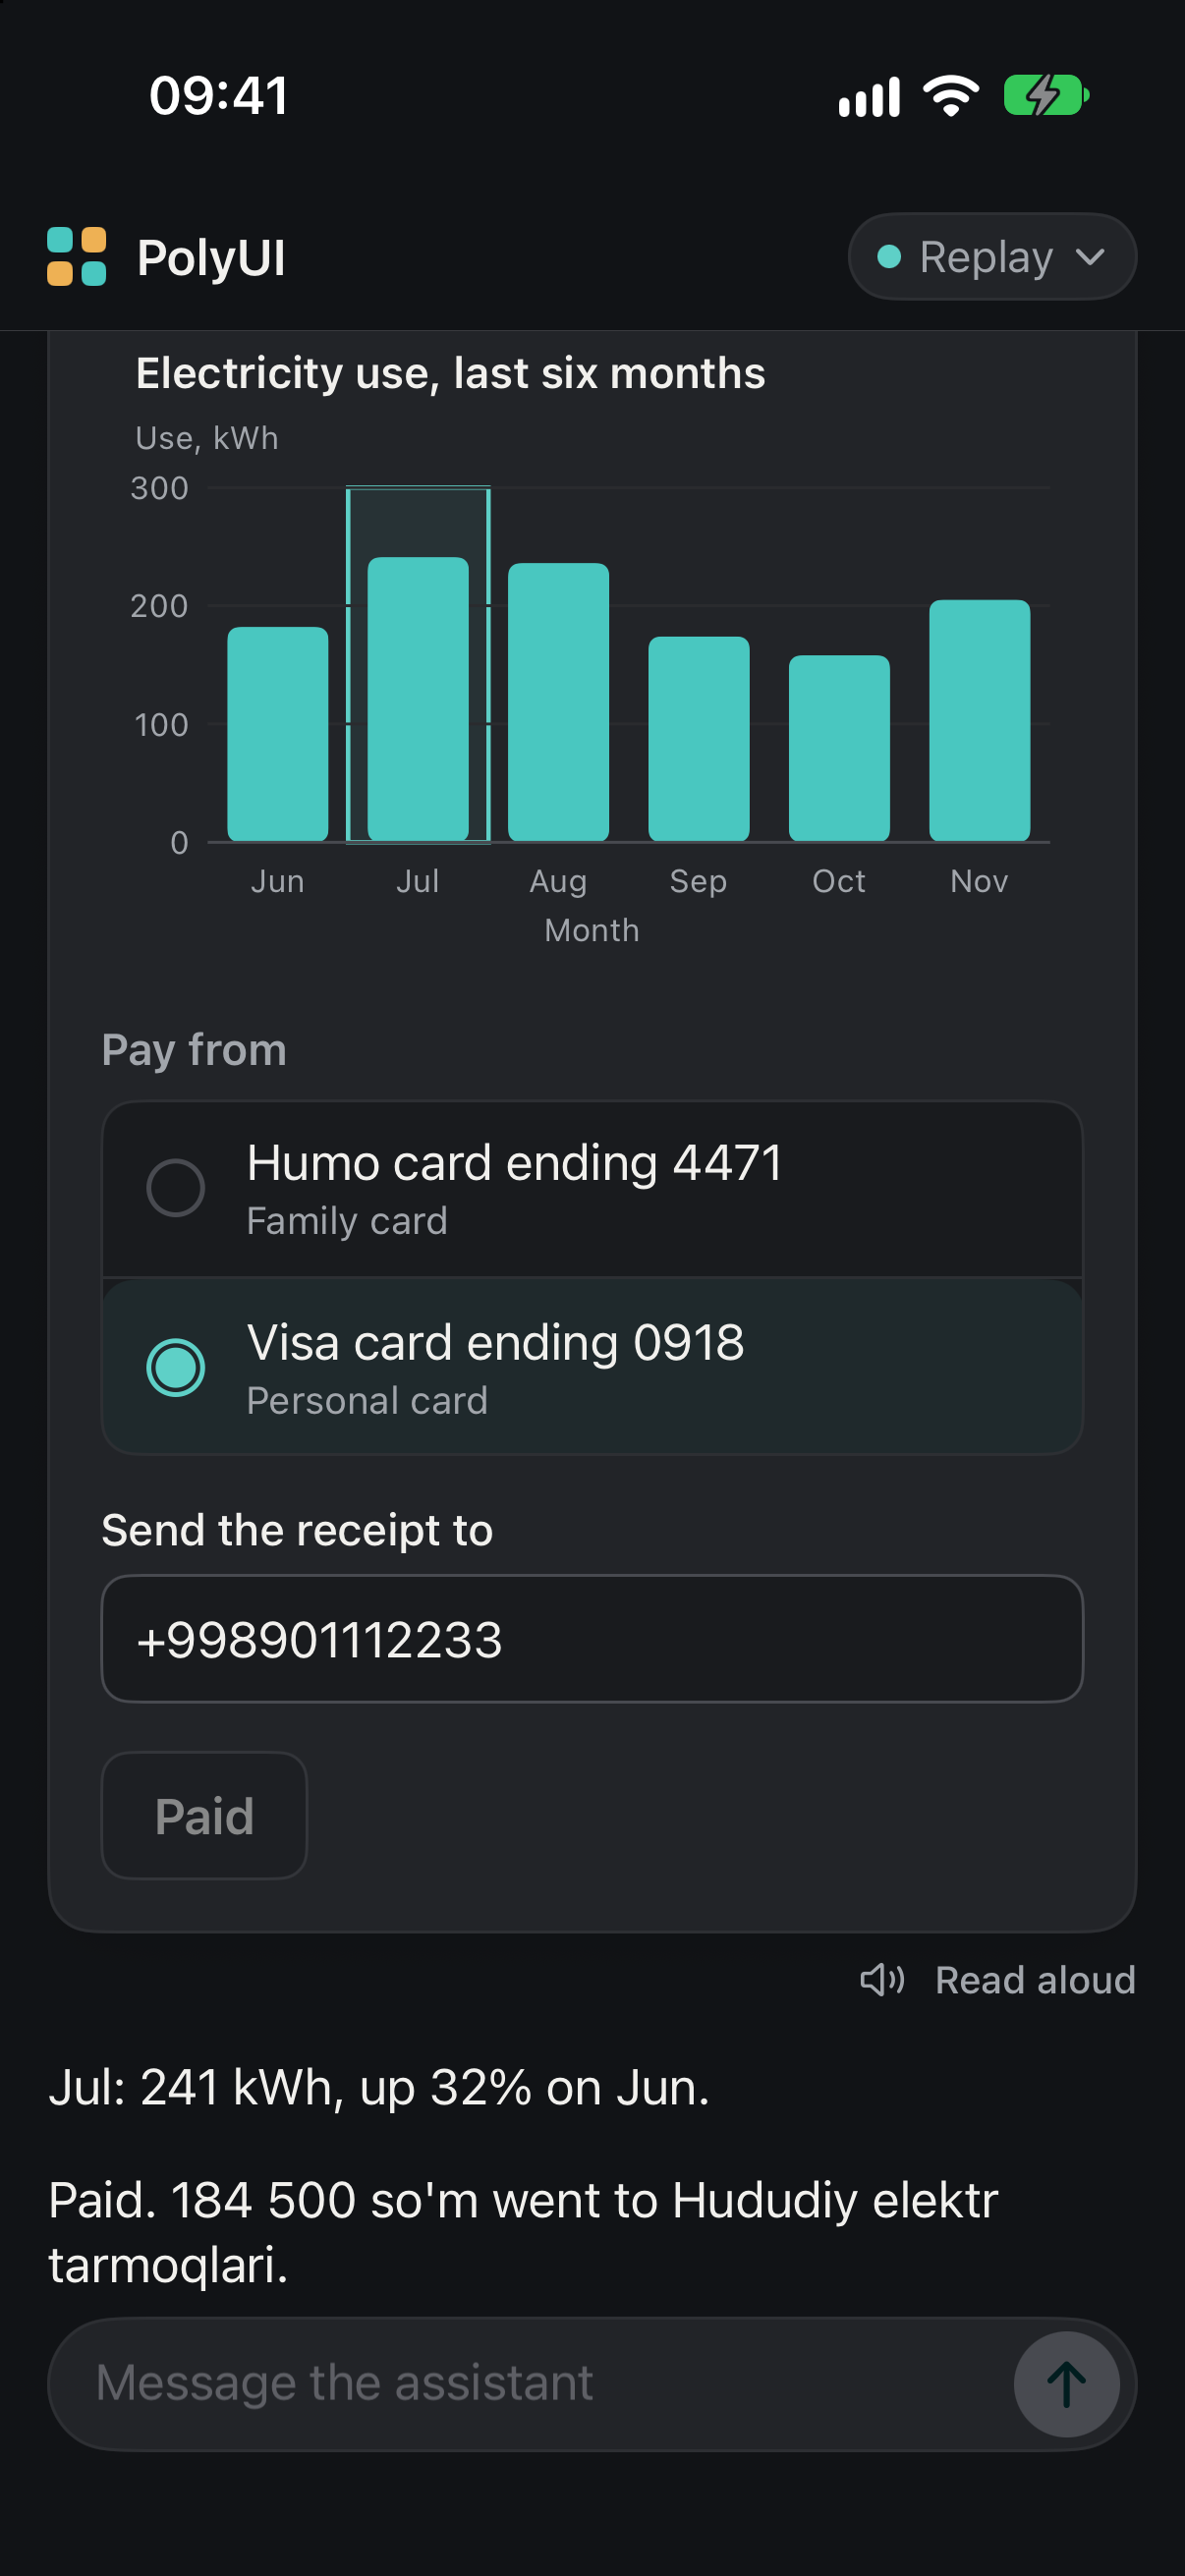 09:41
PolyUI
Replay
Electricity use, last six months
Use, kWh
300
200
100
0
Jun Jul Aug Sep Oct Nov
Month
Pay from
Humo card ending 4471
Family card
Visa card ending 0918
Personal card
Send the receipt to
+998901112233
Paid
Read aloud
Jul: 241 kWh, up 32% on Jun.
Paid. 184 500 so'm went to Hududiy elektr
tarmoqlari.
Message the assistant